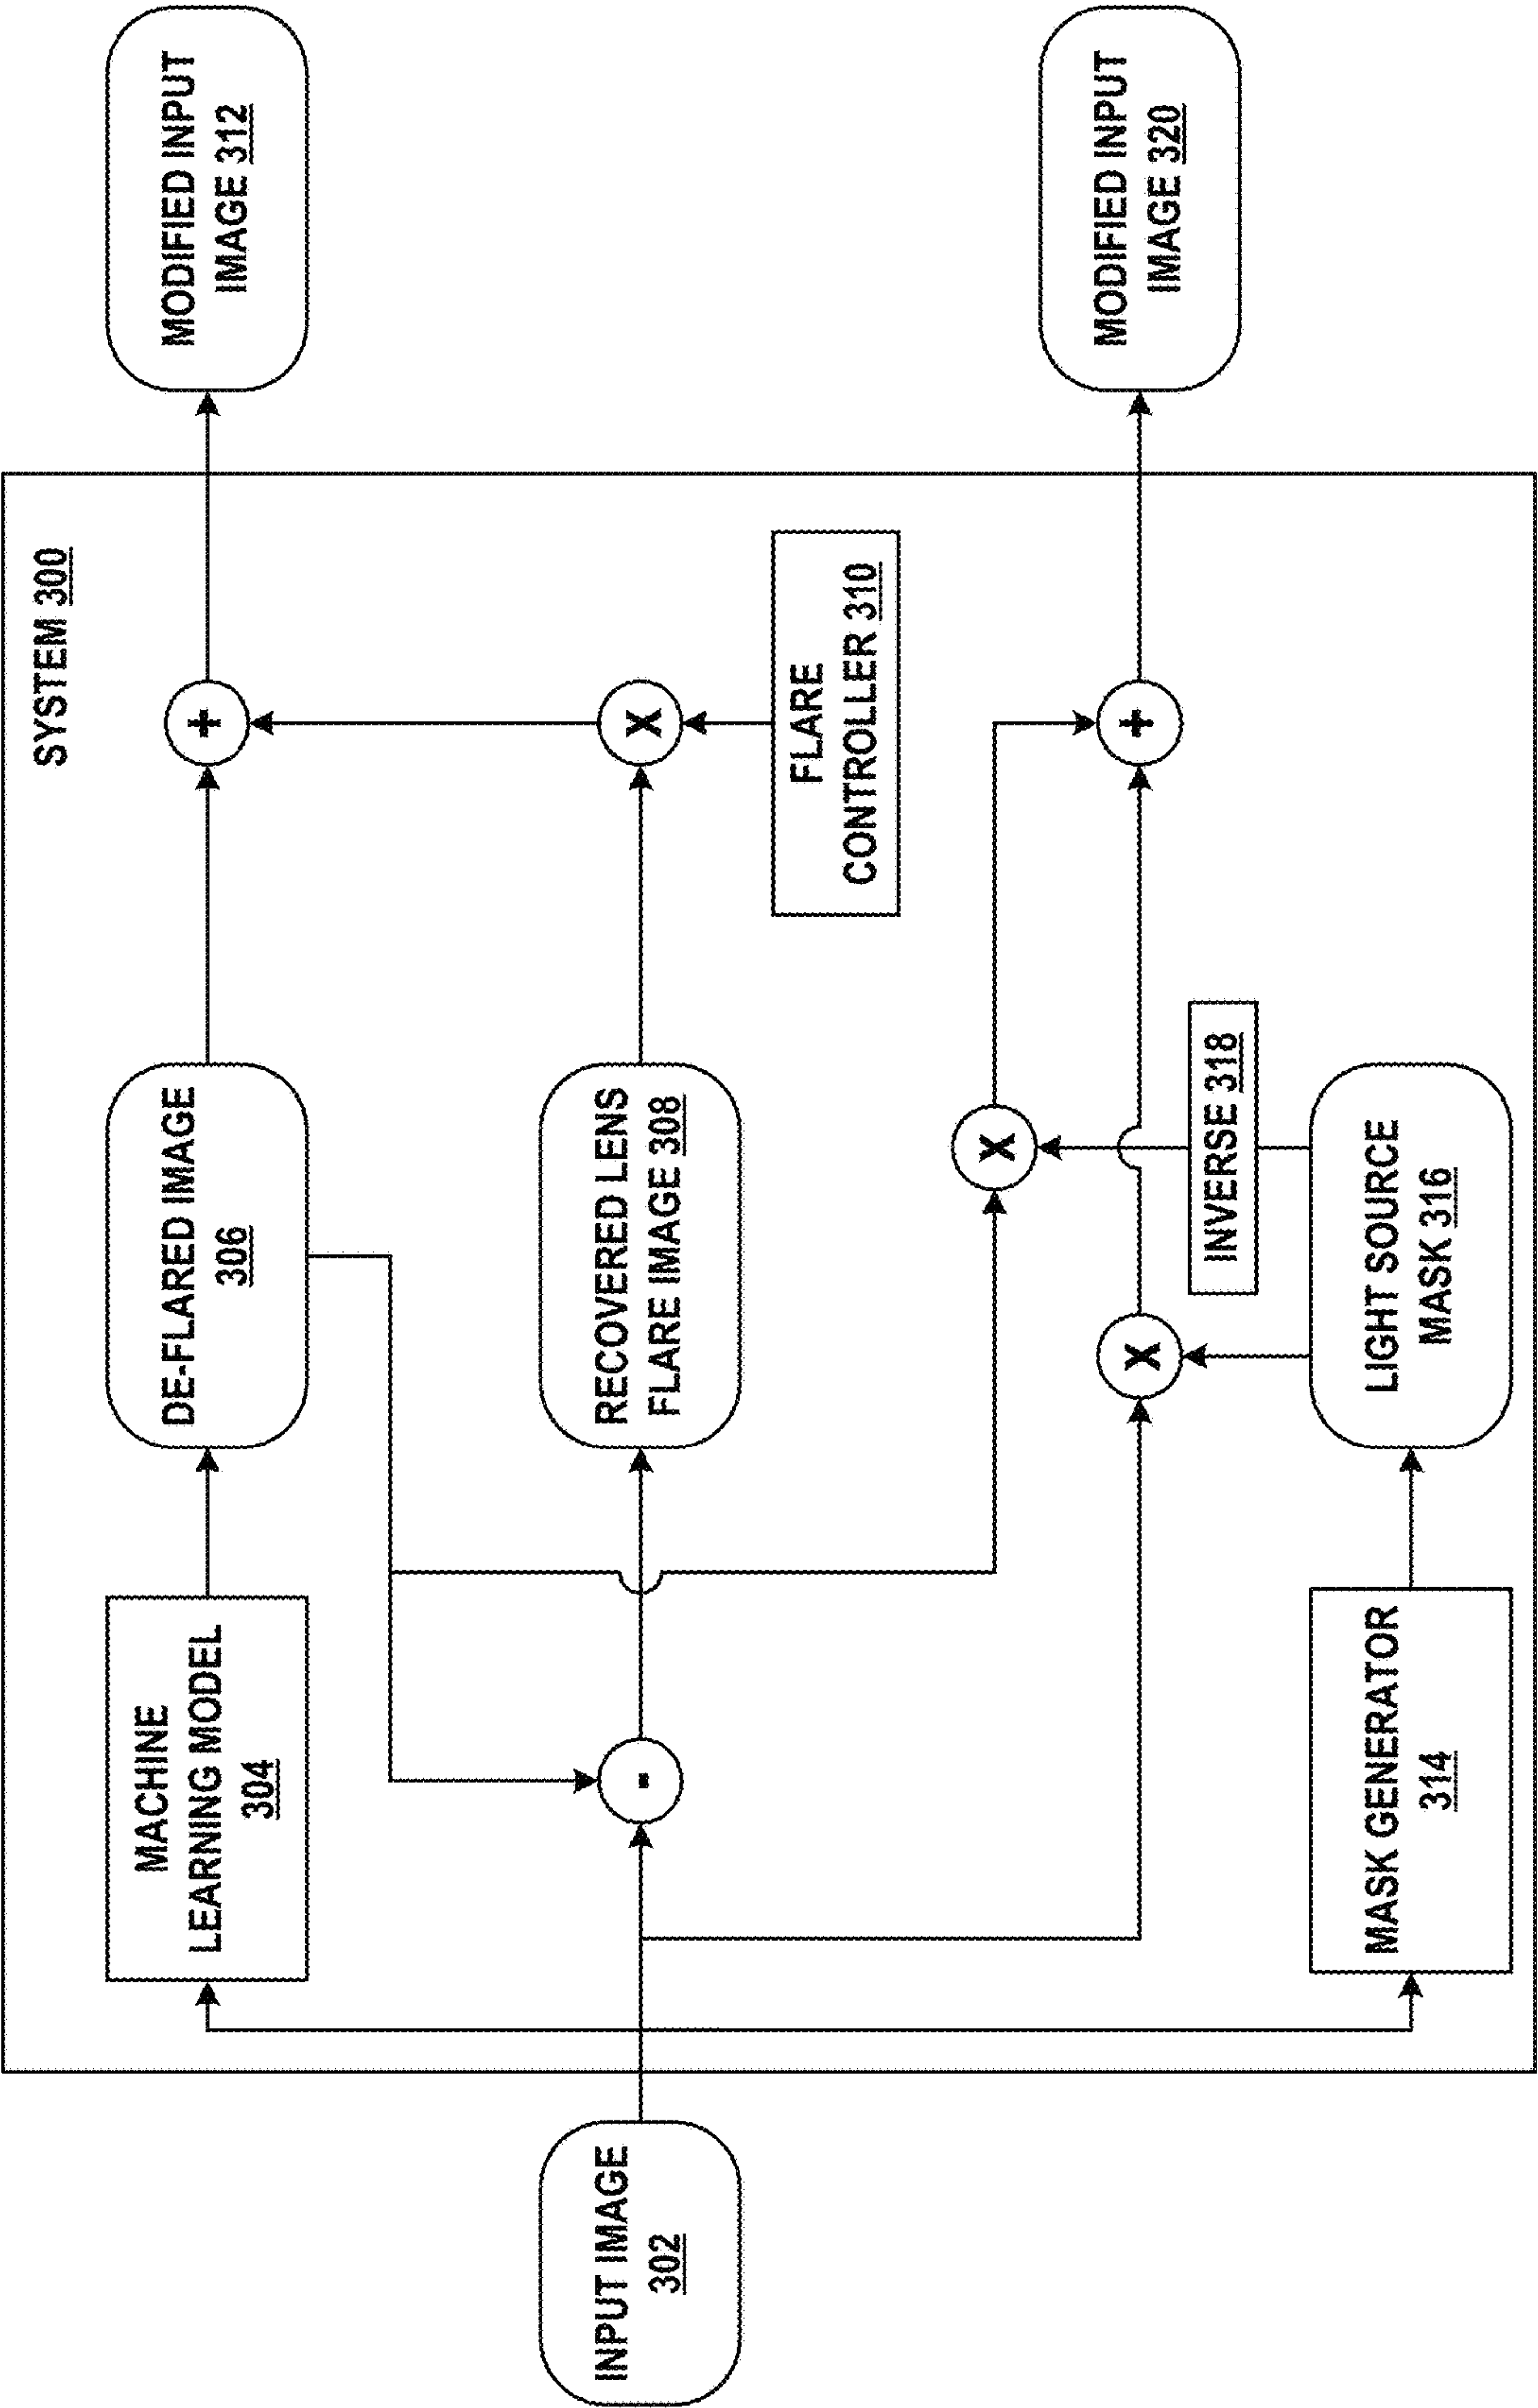 SYSTEM 300
MACHINE
LEARNING MODEL
304
DE-FLARED IMAGE
306
+
MODIFIED INPUT
IMAGE 312
INPUT IMAGE
302
-
RECOVERED LENS
FLARE IMAGE 308
X
FLARE
CONTROLLER 310
X
X
+
MODIFIED INPUT
IMAGE 320
INVERSE 318
MASK GENERATOR
314
LIGHT SOURCE
MASK 316